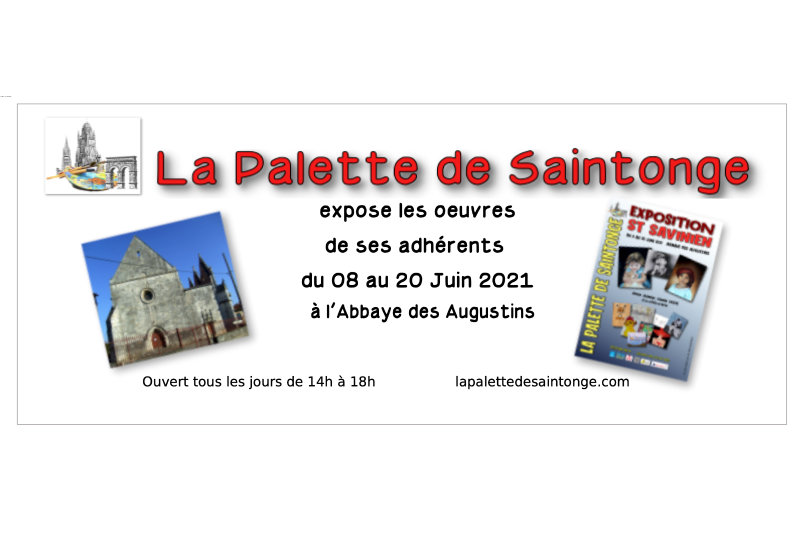 La Palette de Saintonge
expose les oeuvres
de ses adhérents
du 08 au 20 Juin 2021
à l'Abbaye des Augustins
Ouvert tous les jours de 14h à 18h
lapalettedesaintonge.com
EXPOSITION
ST SAVINIEN
LA PALETTE DE SAINTONGE